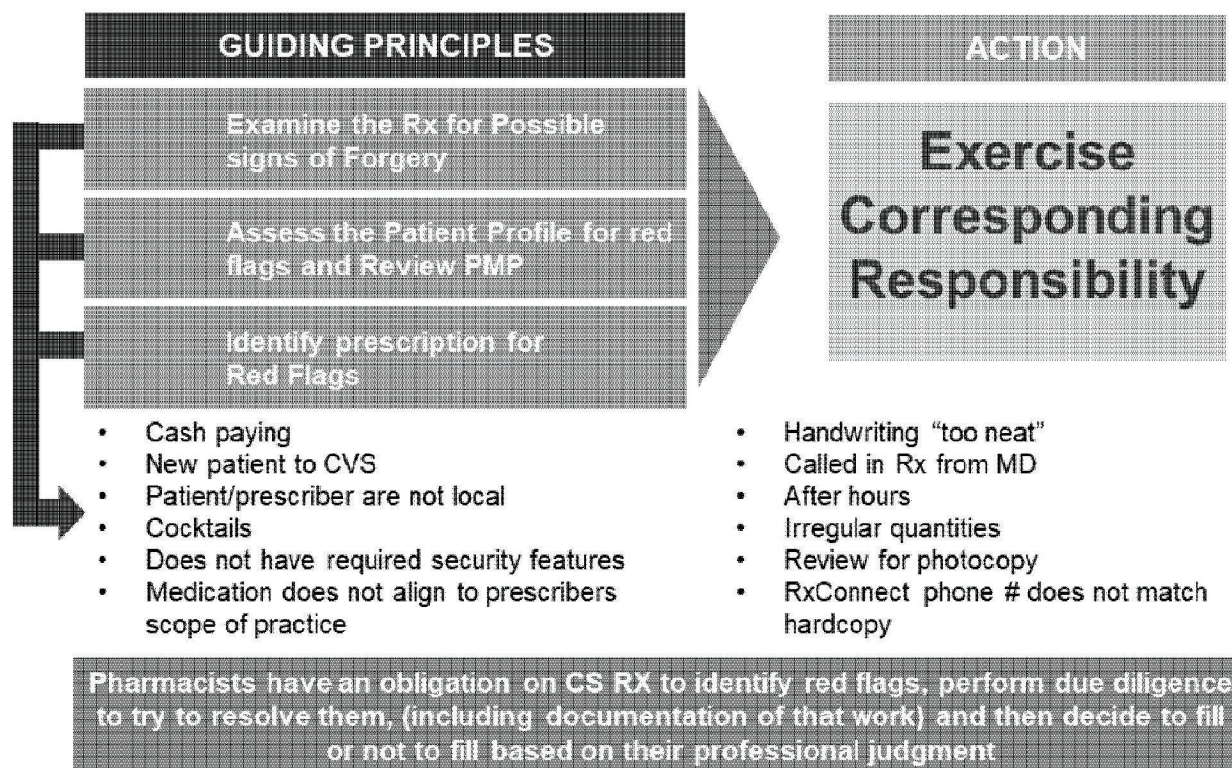 GUIDING PRINCIPLES
ACTION
Examine the Rx for Possible
signs of Forgery
Assess the Patient Profile for red
flags and Review PMP
Identify prescription for
Red Flags
Exercise
Corresponding
Responsibility
• Cash paying
• New patient to CVS
• Patient/prescriber are not local
• Cocktails
• Does not have required security features
• Medication does not align to prescribers
scope of practice
• Handwriting “too neat”
• Called in Rx from MD
• After hours
• Irregular quantities
• Review for photocopy
• RxConnect phone # does not match
hardcopy
Pharmacists have an obligation on CS RX to identify red flags, perform due diligence
to try to resolve them, (including documentation of that work) and then decide to fill
or not to fill based on their professional judgment